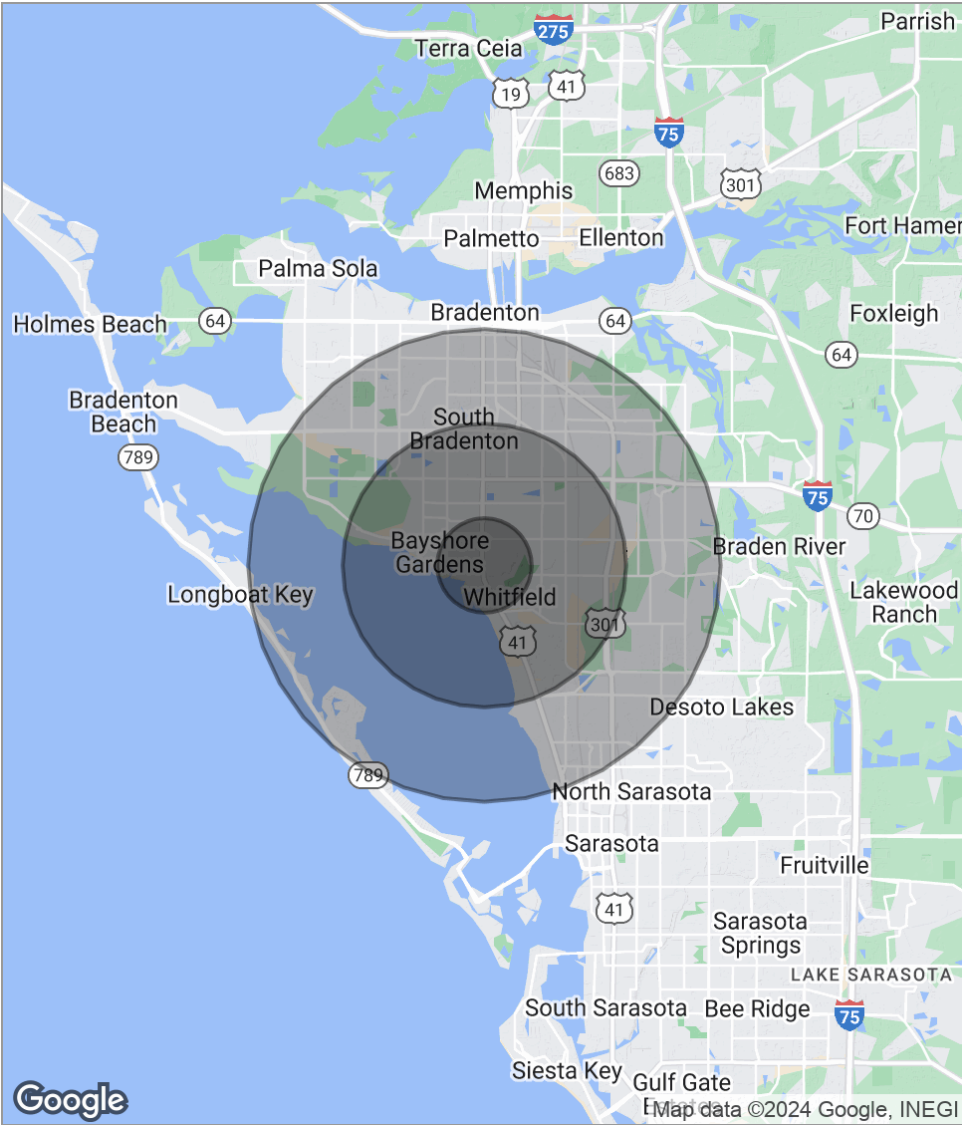 Parrish
275
Terra Ceia
19
41
75
683
301
Memphis
Palmetto
Ellenton
Fort Hamer
Palma Sola
Bradenton
Holmes Beach
64
64
Foxleigh
64
Bradenton
Beach
South
Bradenton
789
75
70
Bayshore
Gardens
Braden River
Longboat Key
Whitfield
Lakewood
Ranch
301
41
Desoto Lakes
789
North Sarasota
Sarasota
Fruitville
41
Sarasota
Springs
LAKE SARASOTA
South Sarasota
Bee Ridge
75
Siesta Key
Gulf Gate
Google
Map data ©2024 Google, INEGI